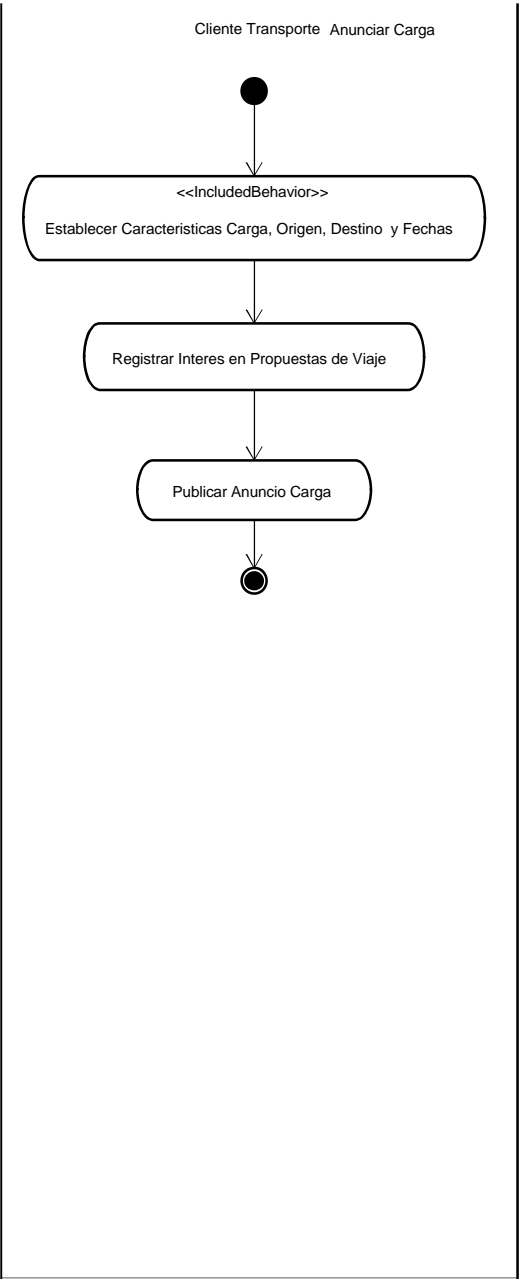 Cliente Transporte Anunciar Carga
<<IncludedBehavior>>
Establecer Caracteristicas Carga, Origen, Destino y Fechas
Registrar Interes en Propuestas de Viaje
Publicar Anuncio Carga